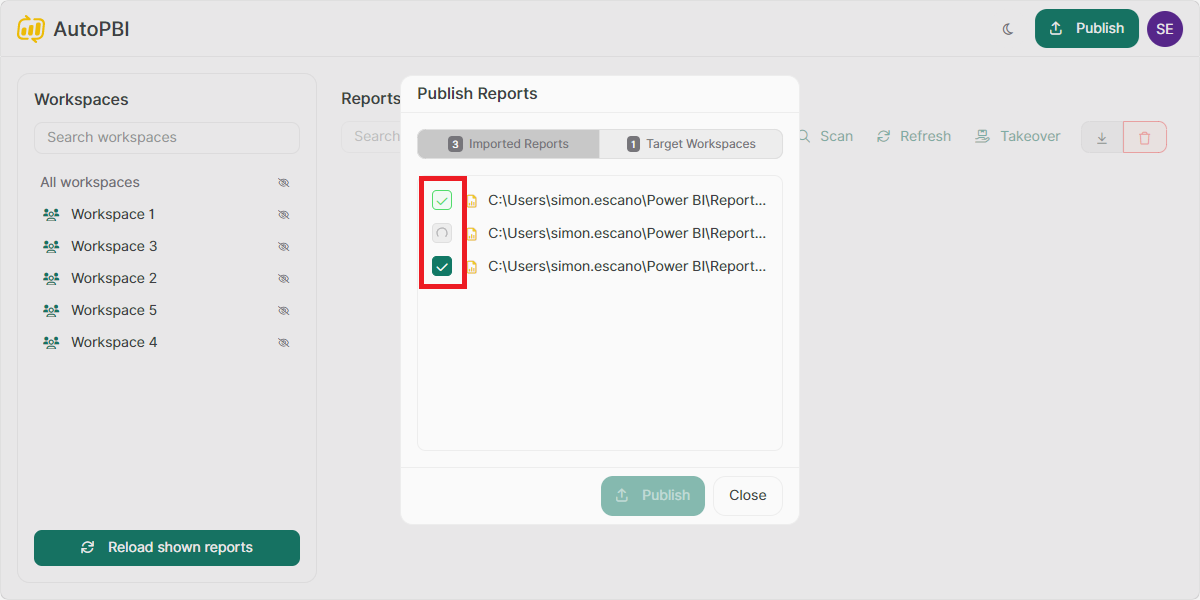 AutoPBI
Publish
SE
Workspaces
Search workspaces
All workspaces
Workspace 1
Workspace 3
Workspace 2
Workspace 5
Workspace 4
Reload shown reports
Reports
Search
Scan
Refresh
Takeover
Publish Reports
3 Imported Reports
1 Target Workspaces
C:\Users\simon.escano\Power BI\Report...
C:\Users\simon.escano\Power BI\Report...
C:\Users\simon.escano\Power BI\Report...
Publish
Close